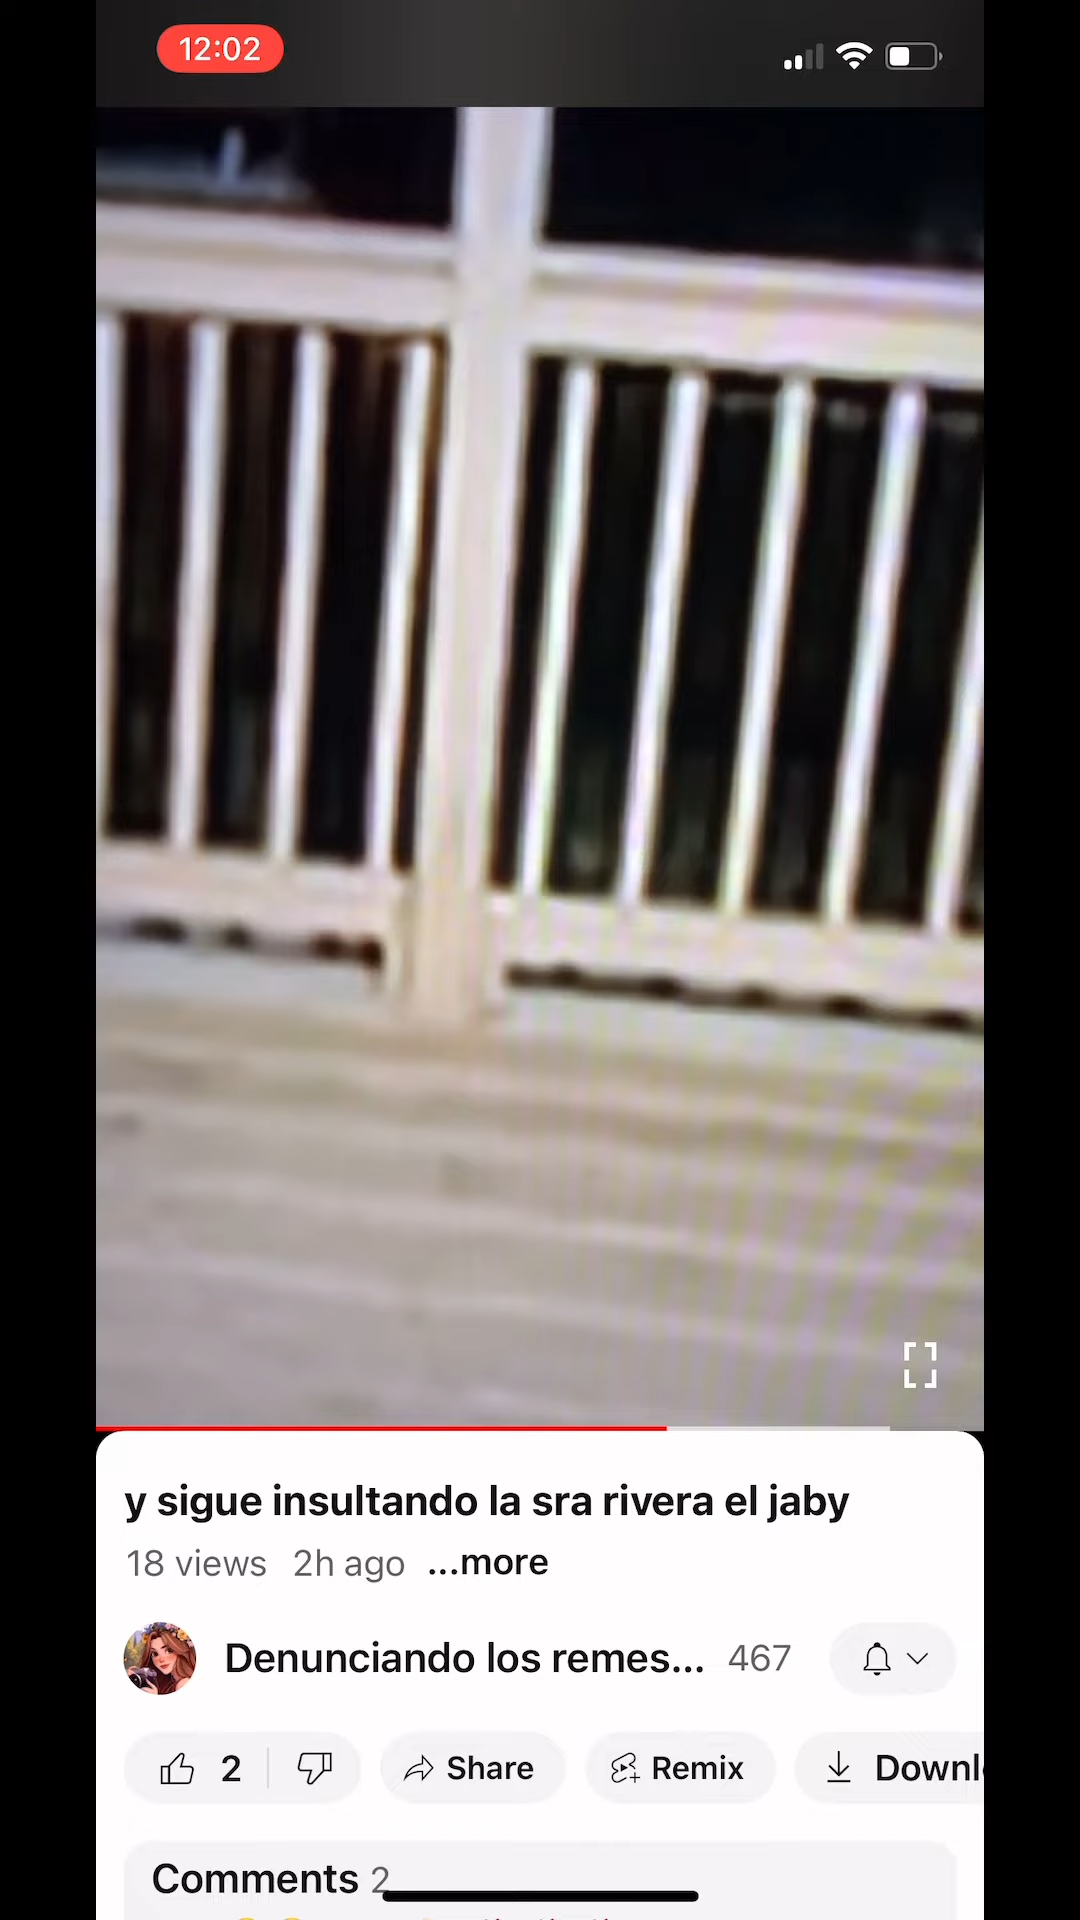 12:02
y sigue insultando la sra rivera el jaby
18 views 2h ago ...more
Denunciando los remes... 467
2 Share Remix Downl
Comments 2